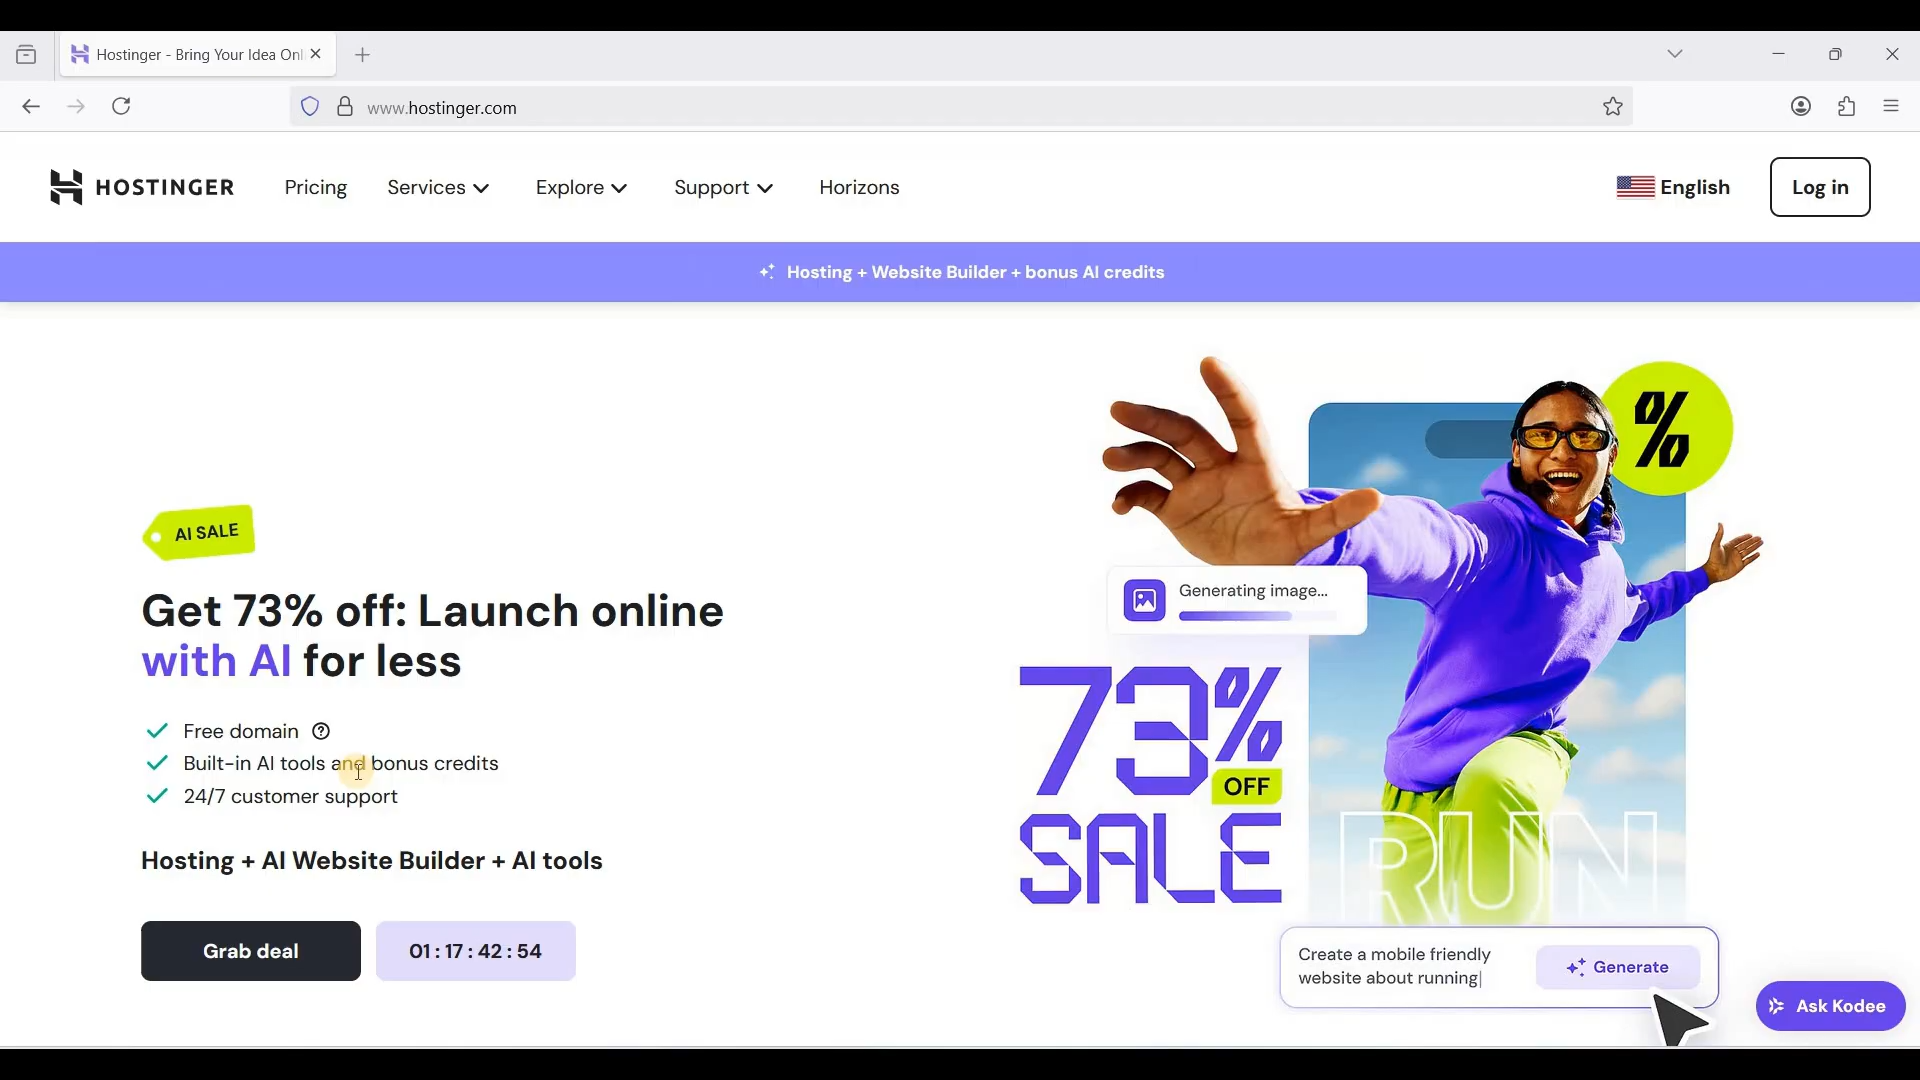 Hostinger - Bring Your Idea Onl
www.hostinger.com
HOSTINGER
Pricing
Services
Explore
Support
Horizons
English
Log in
Hosting + Website Builder + bonus AI credits
AI SALE
Get 73% off: Launch online
with AI for less
Free domain
Built-in AI tools and bonus credits
24/7 customer support
Hosting + AI Website Builder + AI tools
Grab deal
01 : 17 : 42 : 54
%
Generating image...
73%
OFF
SALE
RUN
Create a mobile friendly
website about running
Generate
Ask Kodee